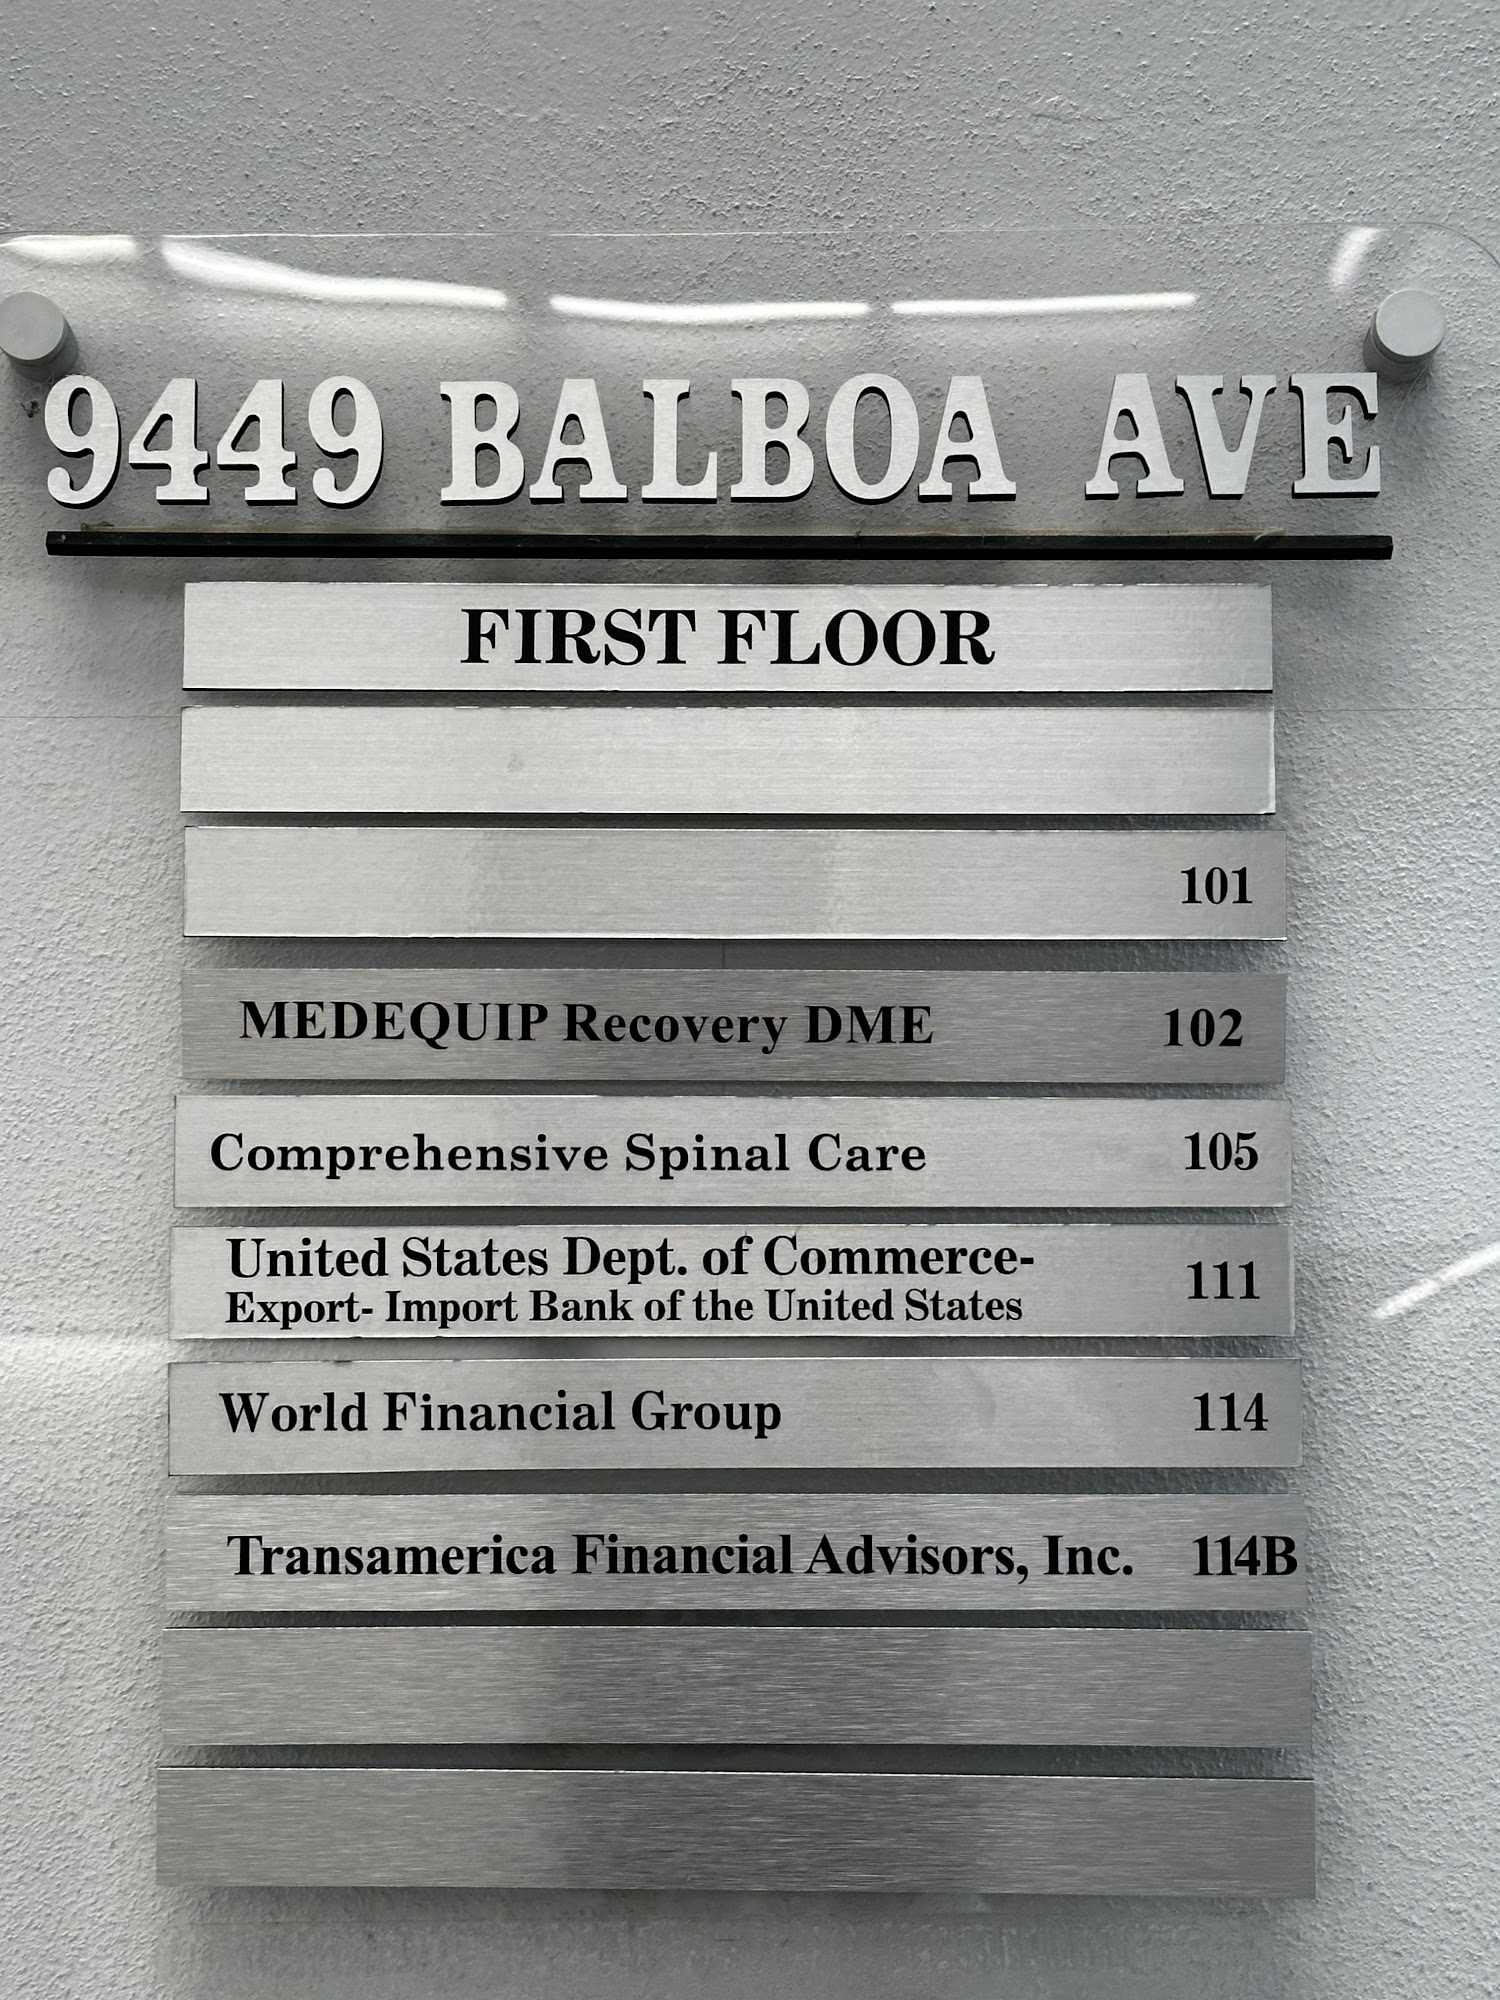 9449 BALBOA AVE
FIRST FLOOR
101
MEDEQUIP Recovery DME 102
Comprehensive Spinal Care 105
United States Dept. of Commerce-
Export- Import Bank of the United States 111
World Financial Group 114
Transamerica Financial Advisors, Inc. 114B